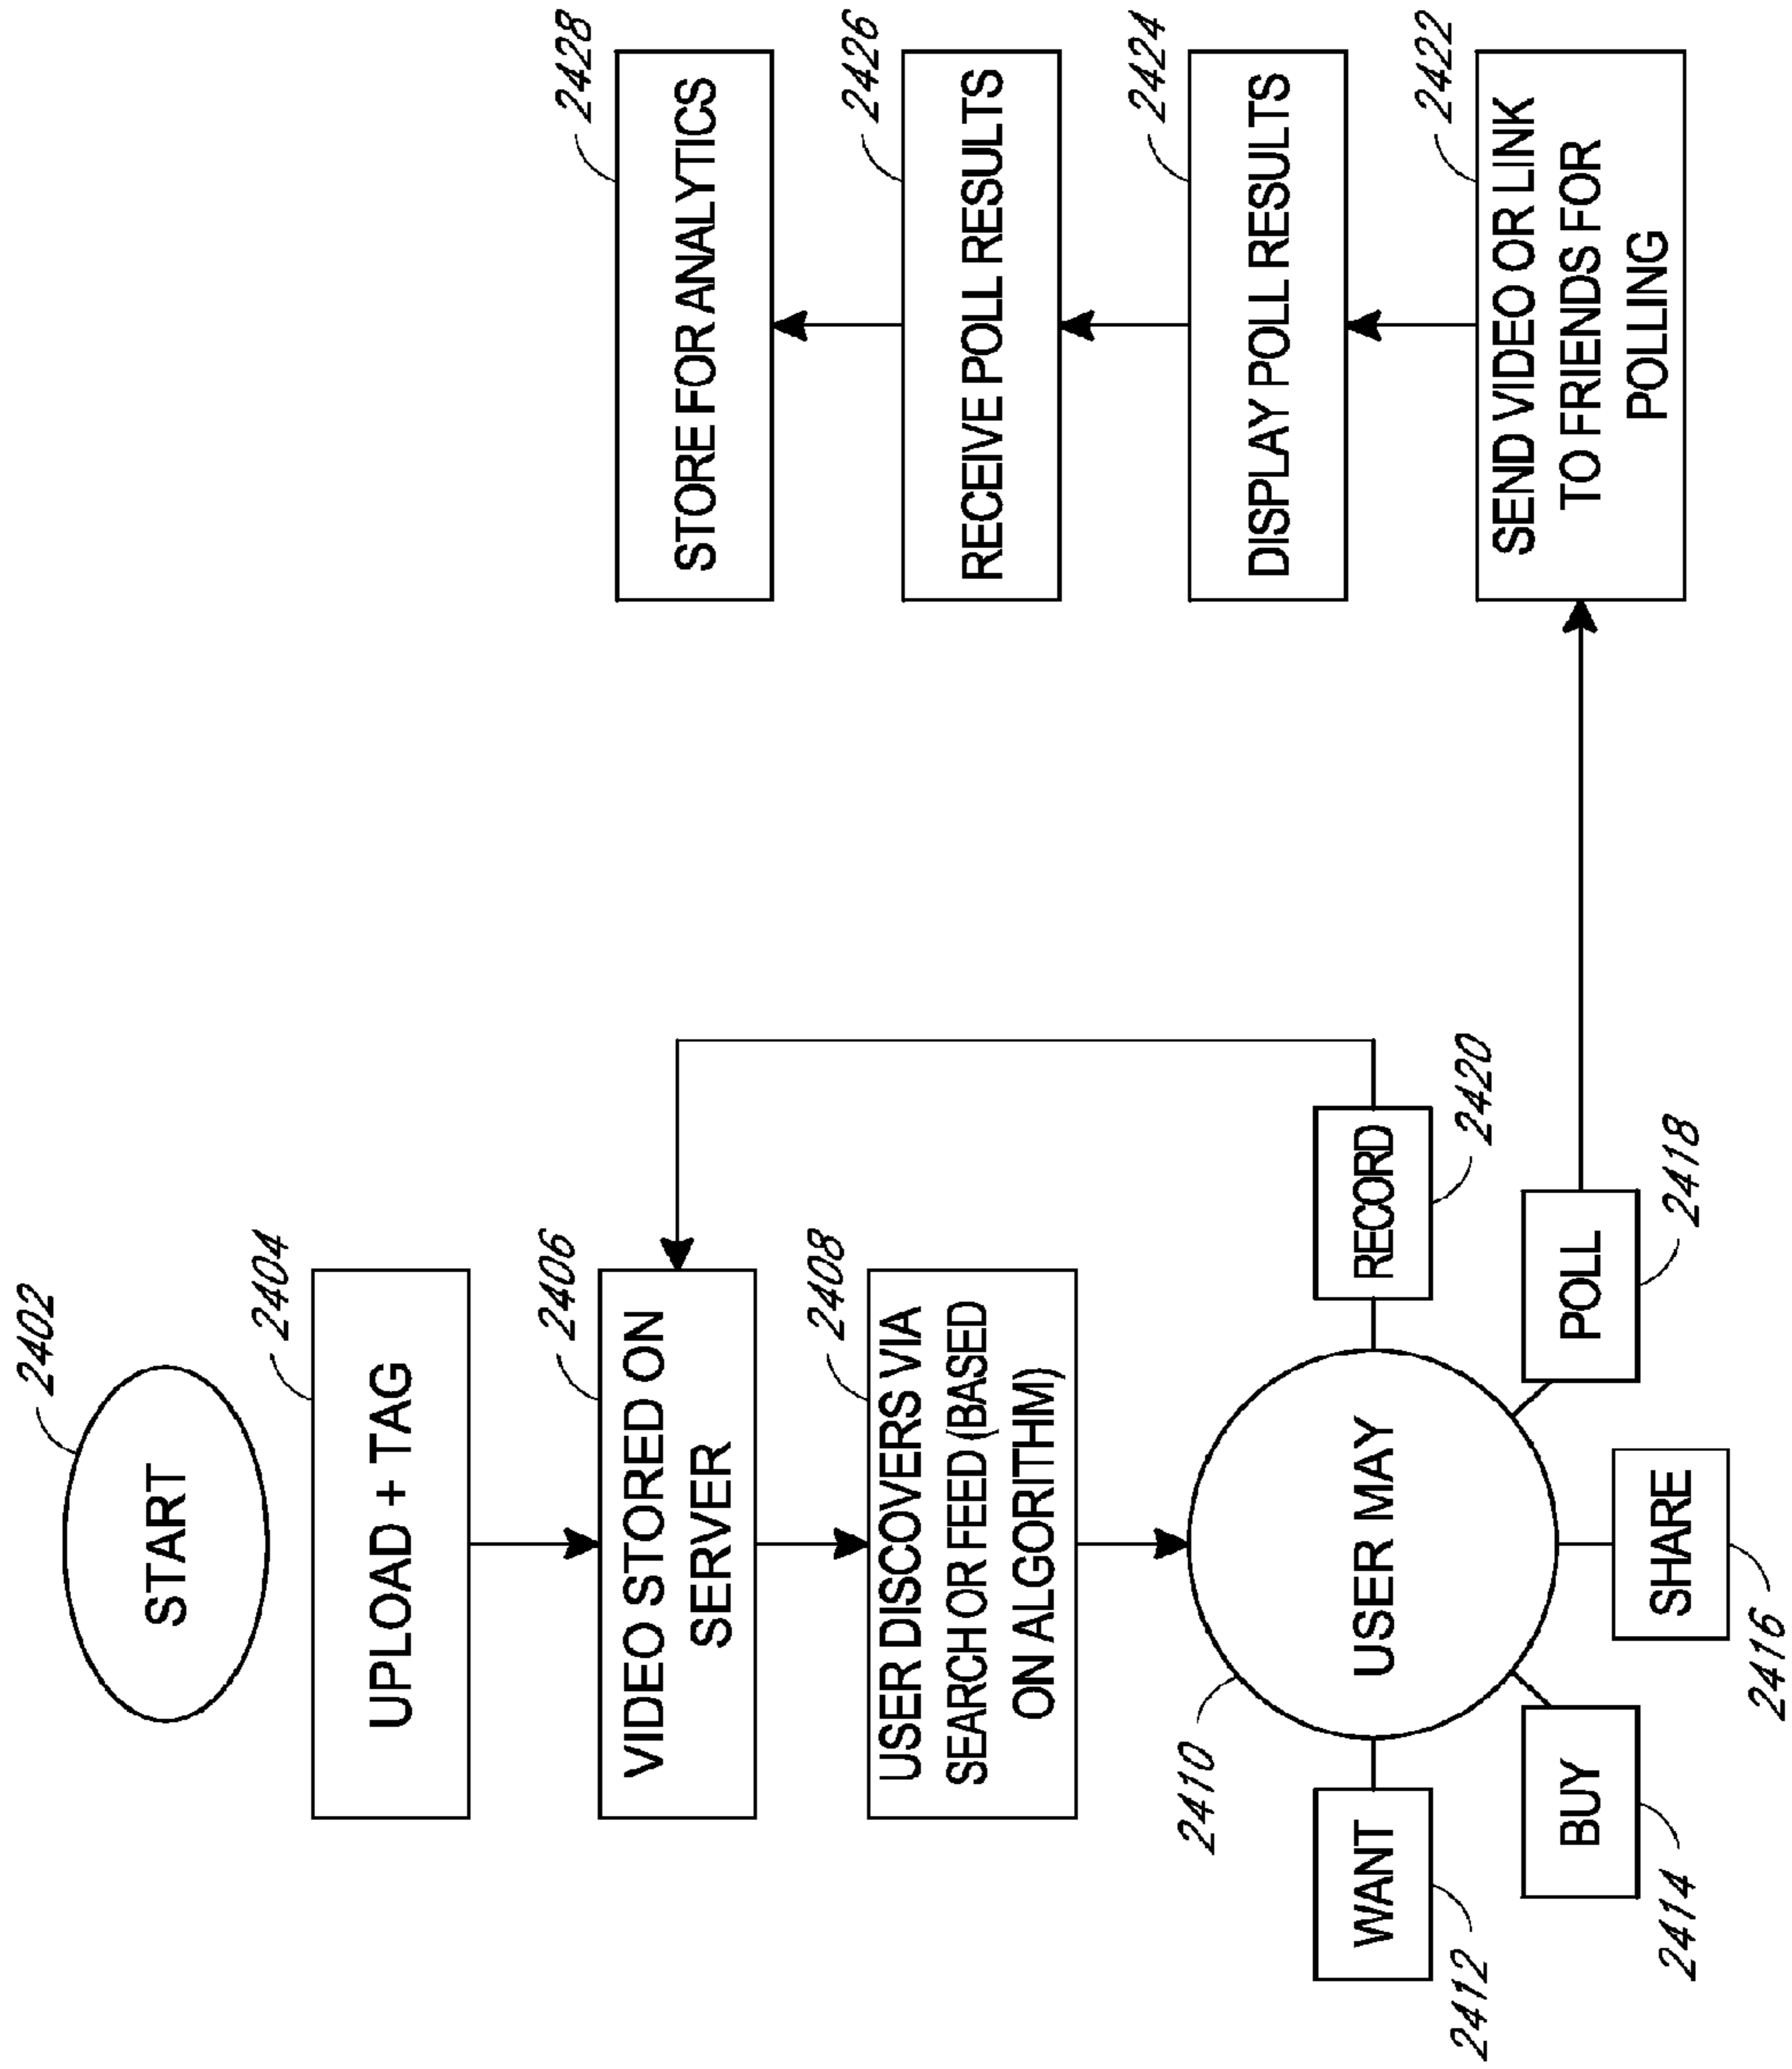 2402
START
2404
UPLOAD + TAG
2406
VIDEO STORED ON
SERVER
2408
USER DISCOVERS VIA
SEARCH OR FEED (BASED
ON ALGORITHM)
2410
USER MAY
WANT
2412
BUY
2414
SHARE
2416
POLL
2418
RECORD
2420
2422
SEND VIDEO OR LINK
TO FRIENDS FOR
POLLING
2424
DISPLAY POLL RESULTS
2426
RECEIVE POLL RESULTS
2428
STORE FOR ANALYTICS